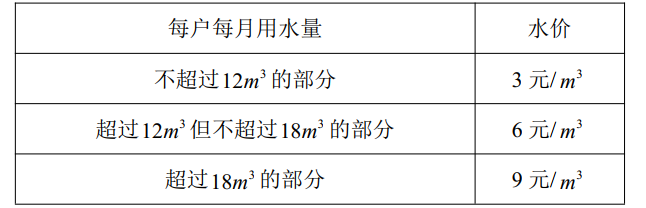 每户每月用水量 水价
不超过12m³的部分 3 元/m³
超过12m³但不超过18m³的部分 6 元/m³
超过18m³的部分 9 元/m³